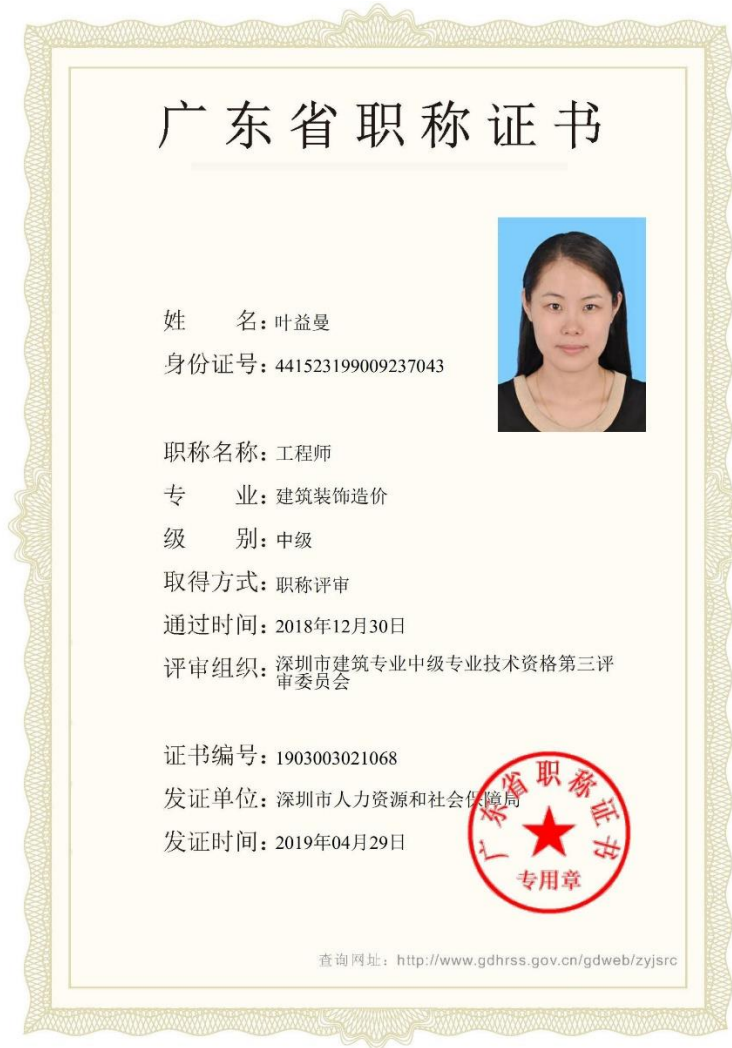 广东省职称证书
姓 名：叶益曼
身份证号：441523199009237043
职称名称：工程师
专 业：建筑装饰造价
级 别：中级
取得方式：职称评审
通过时间：2018年12月30日
评审组织：深圳市建筑专业中级专业技术资格第三评
审委员会
证书编号：1903003021068
发证单位：深圳市人力资源和社会保障局
发证时间：2019年04月29日
广东省职称证书
专用章
查询网址：http://www.gdhrss.gov.cn/gdweb/zyjsrc